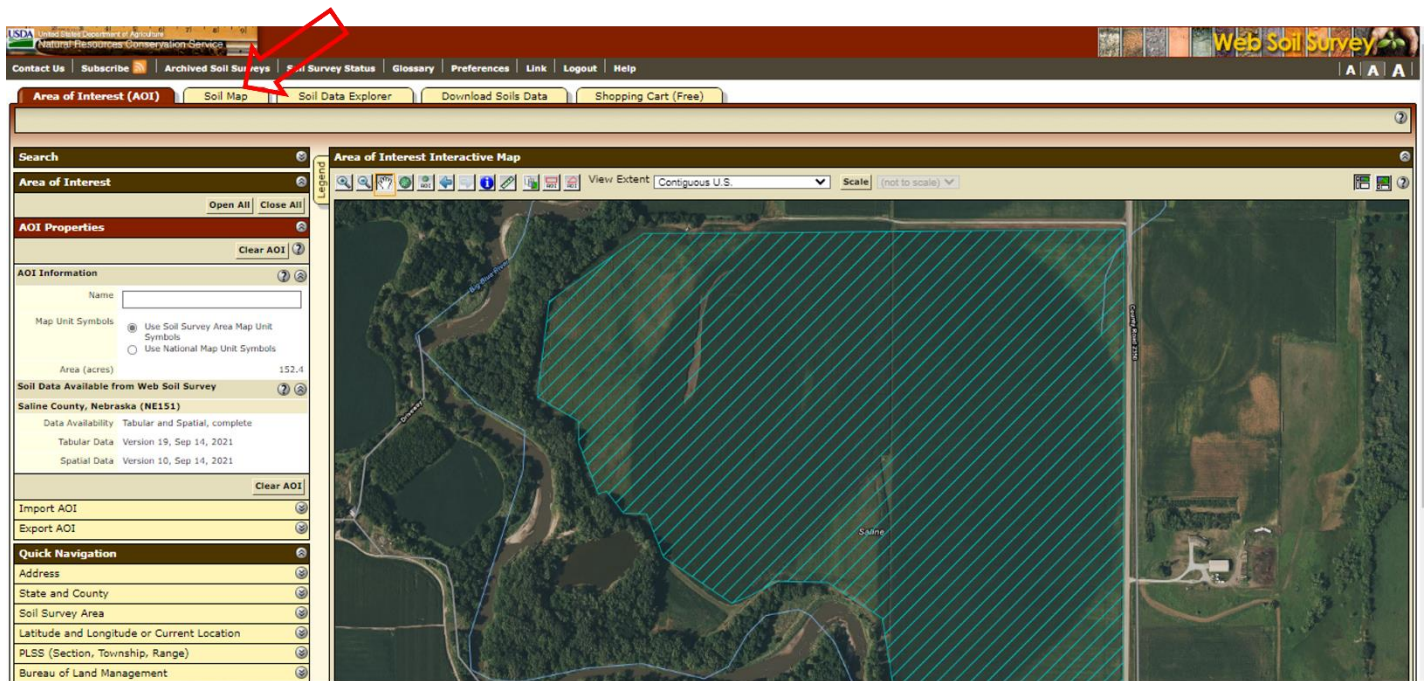 USDA United States Department of Agriculture
Natural Resources Conservation Service
Web Soil Survey
Contact Us | Subscribe | Archived Soil Surveys | Soil Survey Status | Glossary | Preferences | Link | Logout | Help
A A A
Area of Interest (AOI) Soil Map Soil Data Explorer Download Soils Data Shopping Cart (Free)
Search
Area of Interest
Open All Close All
AOI Properties
Clear AOI
AOI Information
Name
Map Unit Symbols
Use Soil Survey Area Map Unit
Symbols
Use National Map Unit Symbols
Area (acres) 152.4
Soil Data Available from Web Soil Survey
Saline County, Nebraska (NE151)
Data Availability Tabular and Spatial, complete
Tabular Data Version 19, Sep 14, 2021
Spatial Data Version 10, Sep 14, 2021
Clear AOI
Import AOI
Export AOI
Quick Navigation
Address
State and County
Soil Survey Area
Latitude and Longitude or Current Location
PLSS (Section, Township, Range)
Bureau of Land Management
Legend
Area of Interest Interactive Map
View Extent Contiguous U.S. Scale (not to scale)
Big Blue River
Driveway
County Road 2350
Saline